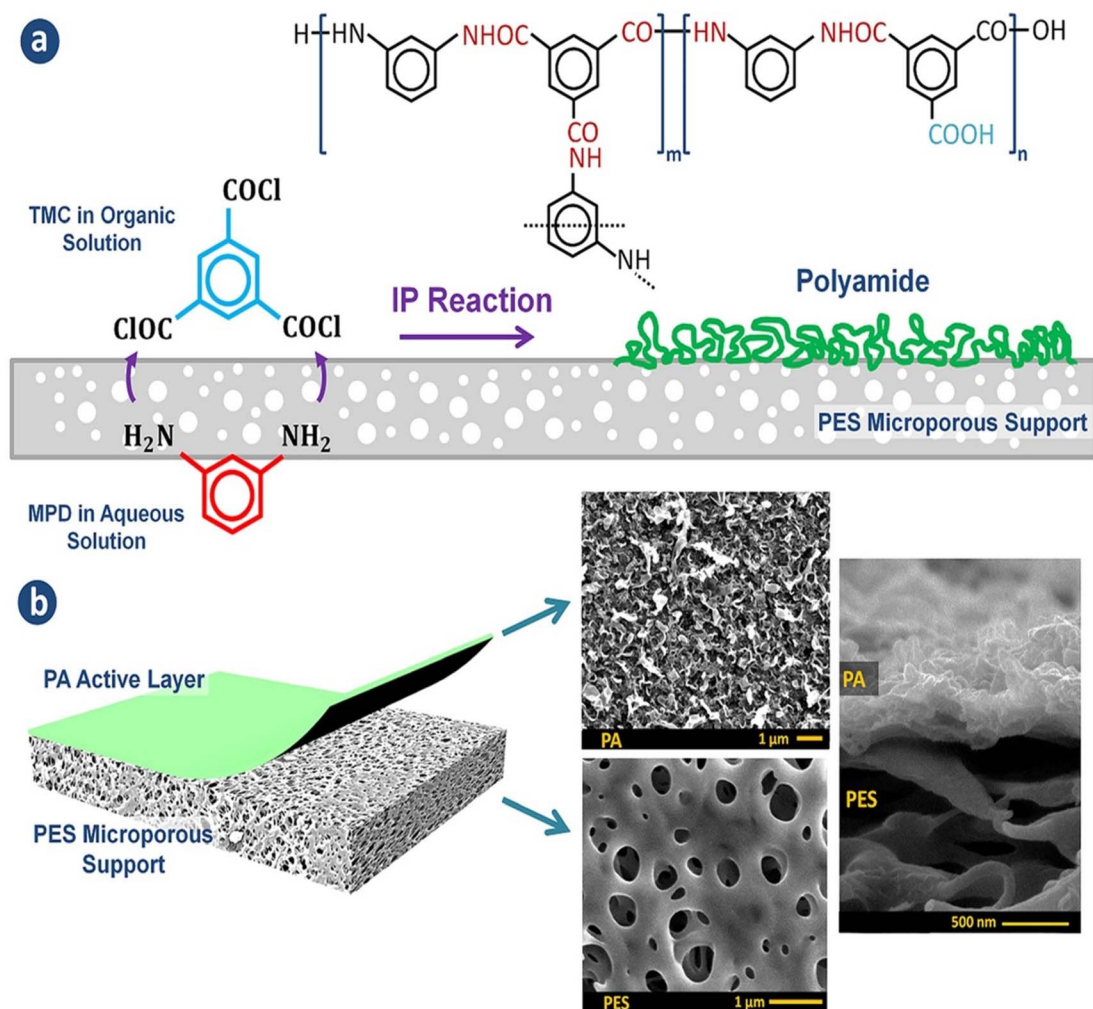 a
H HN NHOC CO HN NHOC CO OH
CO
NH
m
COOH
n
NH
COCl
TMC in Organic
Solution
ClOC
COCl
IP Reaction
Polyamide
H₂N
NH₂
PES Microporous Support
MPD in Aqueous
Solution
b
PA Active Layer
PES Microporous
Support
PA 1 µm
PES 1 µm
PA
PES
500 nm